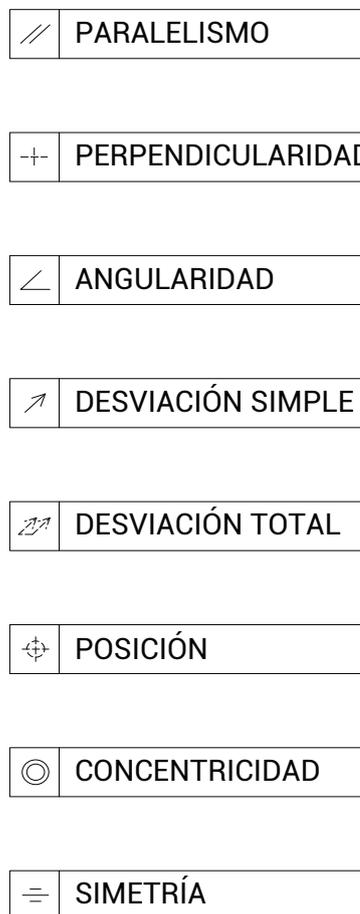 PARALELISMO
PERPENDICULARIDAD
ANGULARIDAD
DESVIACIÓN SIMPLE
DESVIACIÓN TOTAL
POSICIÓN
CONCENTRICIDAD
SIMETRÍA